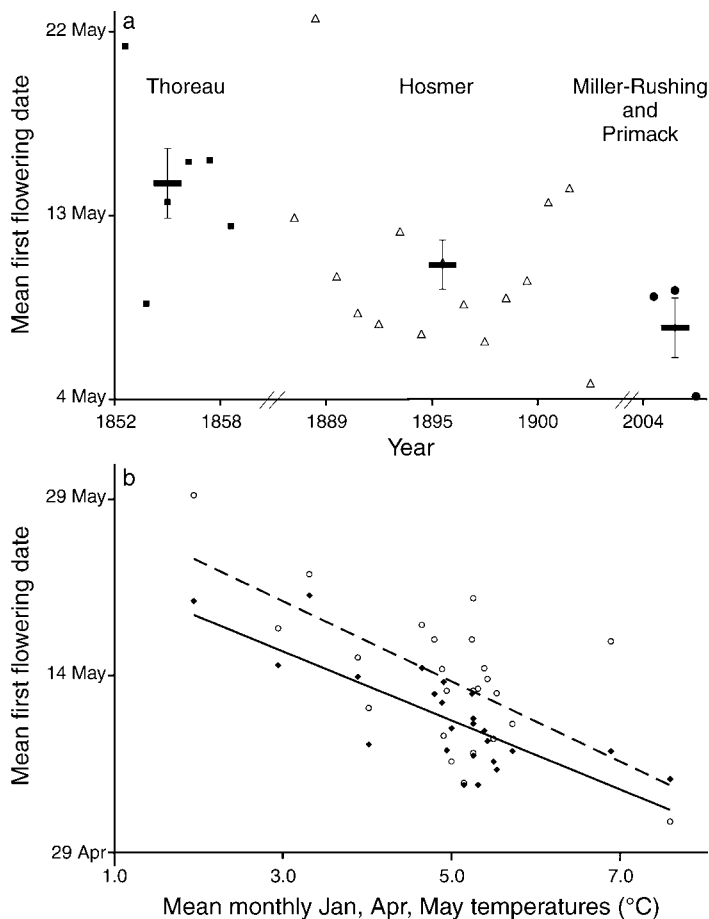 a
22 May
13 May
4 May
Mean first flowering date
Thoreau
Hosmer
Miller-Rushing
and
Primack
1852
1858
1889
1895
1900
2004
Year
b
29 May
14 May
29 Apr
Mean first flowering date
1.0
3.0
5.0
7.0
Mean monthly Jan, Apr, May temperatures (°C)